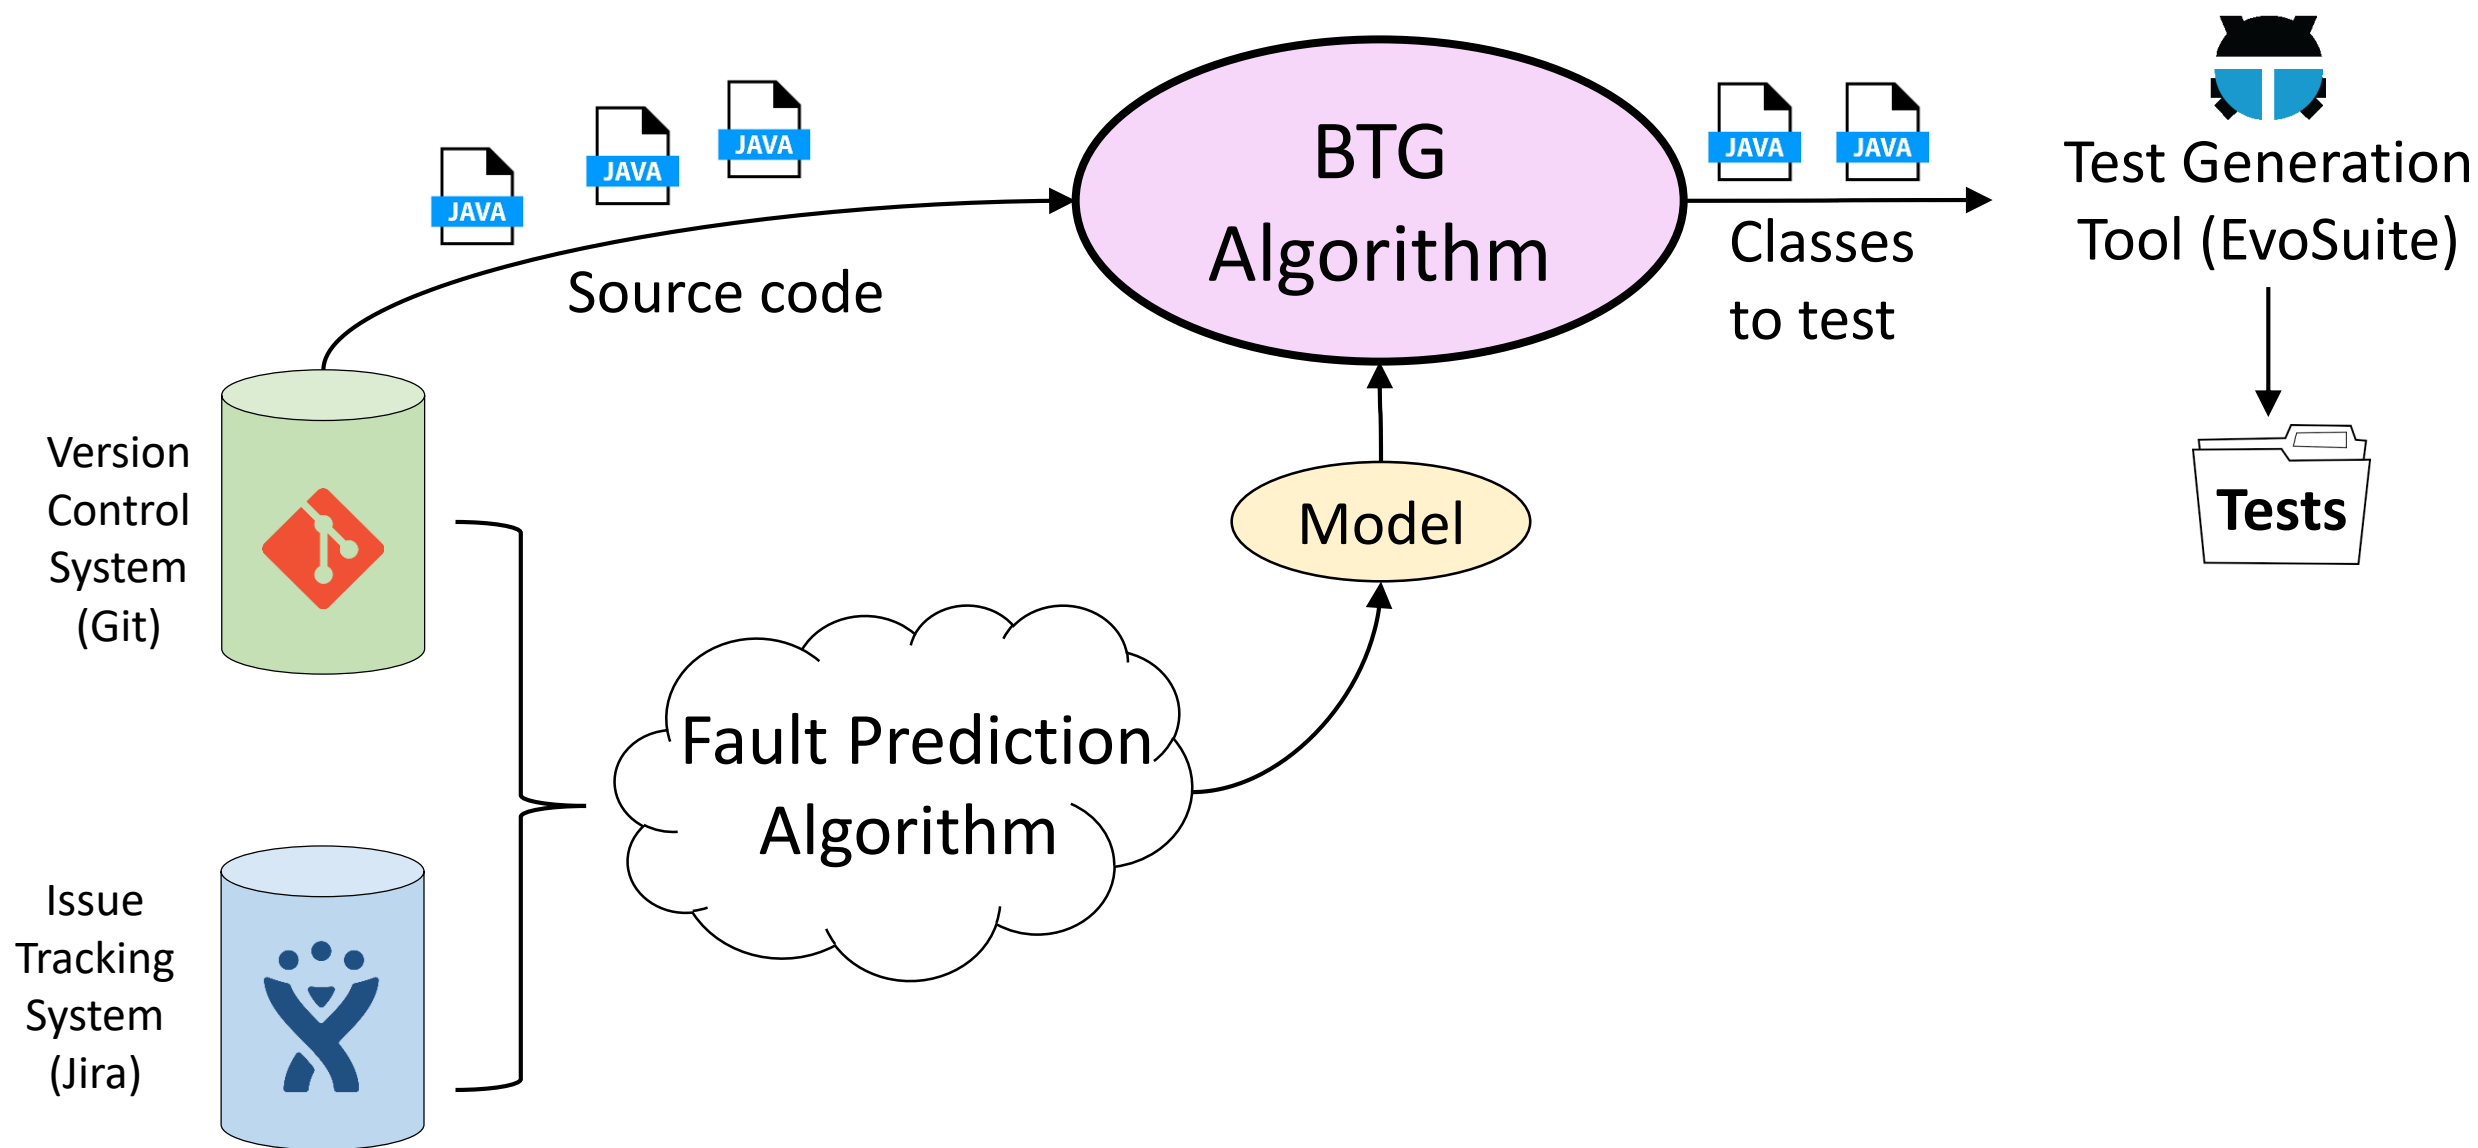 JAVA
JAVA
JAVA
Source code
BTG
Algorithm
JAVA
JAVA
Classes
to test
Test Generation
Tool (EvoSuite)
Tests
Version
Control
System
(Git)
Model
Fault Prediction
Algorithm
Issue
Tracking
System
(Jira)